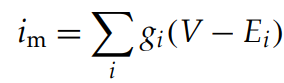 i_m = \sum_i g_i(V − E_i)